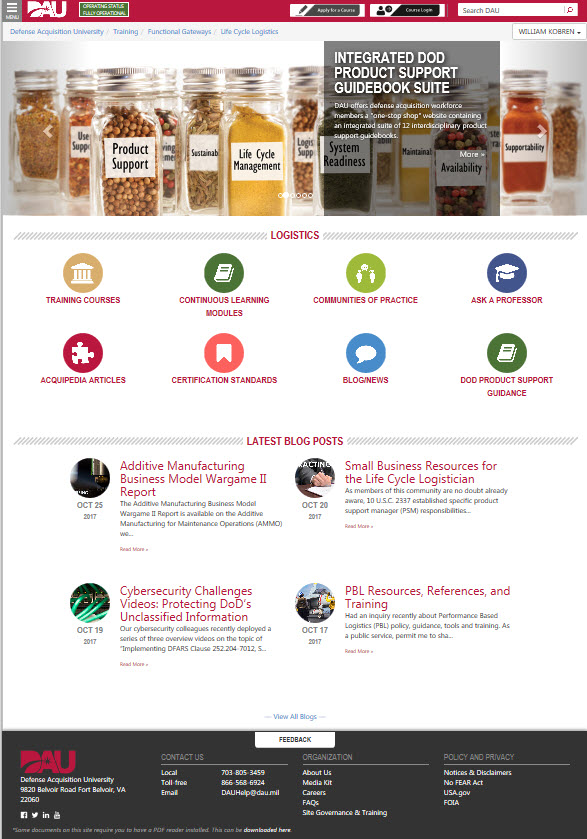 MENU
DAU
OPERATING STATUS
FULLY OPERATIONAL
Apply for a Course
Course Login
Search DAU
Defense Acquisition University / Training / Functional Gateways / Life Cycle Logistics
WILLIAM KOBREN
INTEGRATED DOD
PRODUCT SUPPORT
GUIDEBOOK SUITE
DAU offers defense acquisition workforce
members a "one-stop shop" website containing
an integrated suite of 12 interdisciplinary product
support guidebooks.
More »
Product
Support
Life Cycle
Management
System
Readiness
Availability
Supportability
LOGISTICS
TRAINING COURSES
CONTINUOUS LEARNING
MODULES
COMMUNITIES OF PRACTICE
ASK A PROFESSOR
ACQUIPEDIA ARTICLES
CERTIFICATION STANDARDS
BLOG/NEWS
DOD PRODUCT SUPPORT
GUIDANCE
LATEST BLOG POSTS
OCT 25
2017
Additive Manufacturing
Business Model Wargame II
Report
The Additive Manufacturing Business Model
Wargame II Report is available on the Additive
Manufacturing for Maintenance Operations (AMMO)
we...
Read More »
OCT 20
2017
Small Business Resources for
the Life Cycle Logistician
As members of this community are no doubt already
aware, 10 U.S.C. 2337 established specific product
support manager (PSM) responsibilities...
Read More »
OCT 19
2017
Cybersecurity Challenges
Videos: Protecting DoD's
Unclassified Information
Our cybersecurity colleagues recently deployed a
series of three overview videos on the topic of
"Implementing DFARS Clause 252.204-7012, S...
Read More »
OCT 17
2017
PBL Resources, References, and
Training
Had an inquiry recently about Performance Based
Logistics (PBL) policy, guidance, tools and training. As
a public service, permit me to sha...
Read More »
— View All Blogs —
FEEDBACK
DAU
Defense Acquisition University
9820 Belvoir Road Fort Belvoir, VA
22060
CONTACT US
Local 703-805-3459
Toll-free 866-568-6924
Email DAUHelp@dau.mil
ORGANIZATION
About Us
Media Kit
Careers
FAQs
Site Governance & Training
POLICY AND PRIVACY
Notices & Disclaimers
No FEAR Act
USA.gov
FOIA
*Some documents on this site require you to have a PDF reader installed. This can be downloaded here.